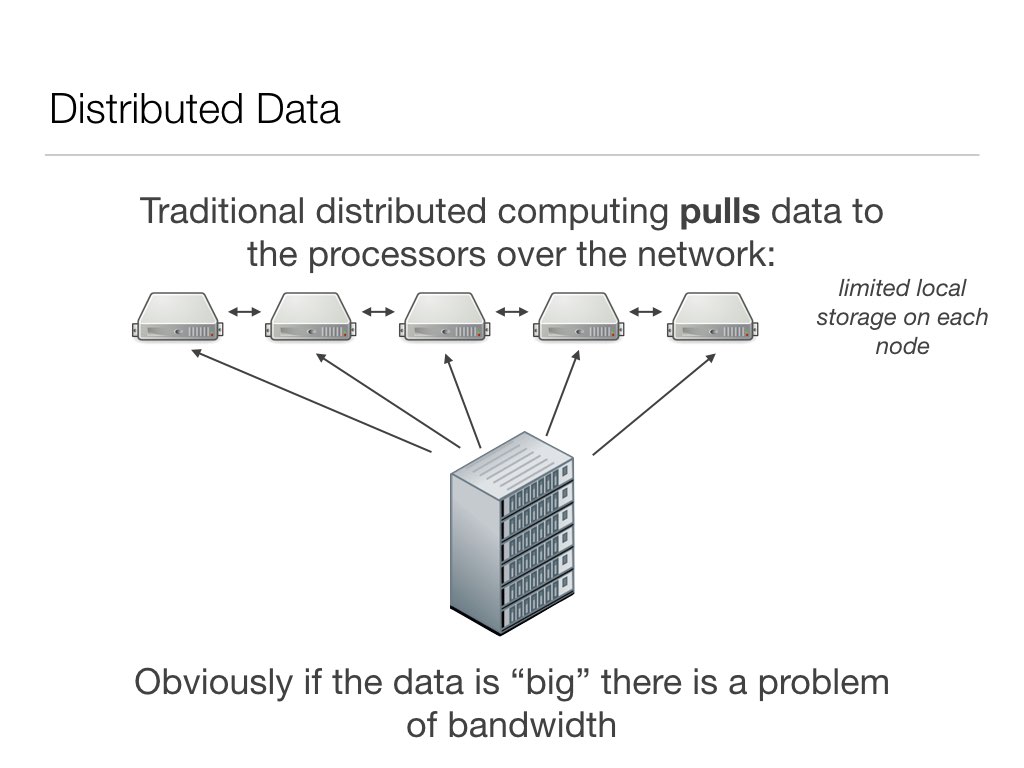 Distributed Data
Traditional distributed computing pulls data to
the processors over the network:
limited local
storage on each
node
Obviously if the data is “big” there is a problem
of bandwidth